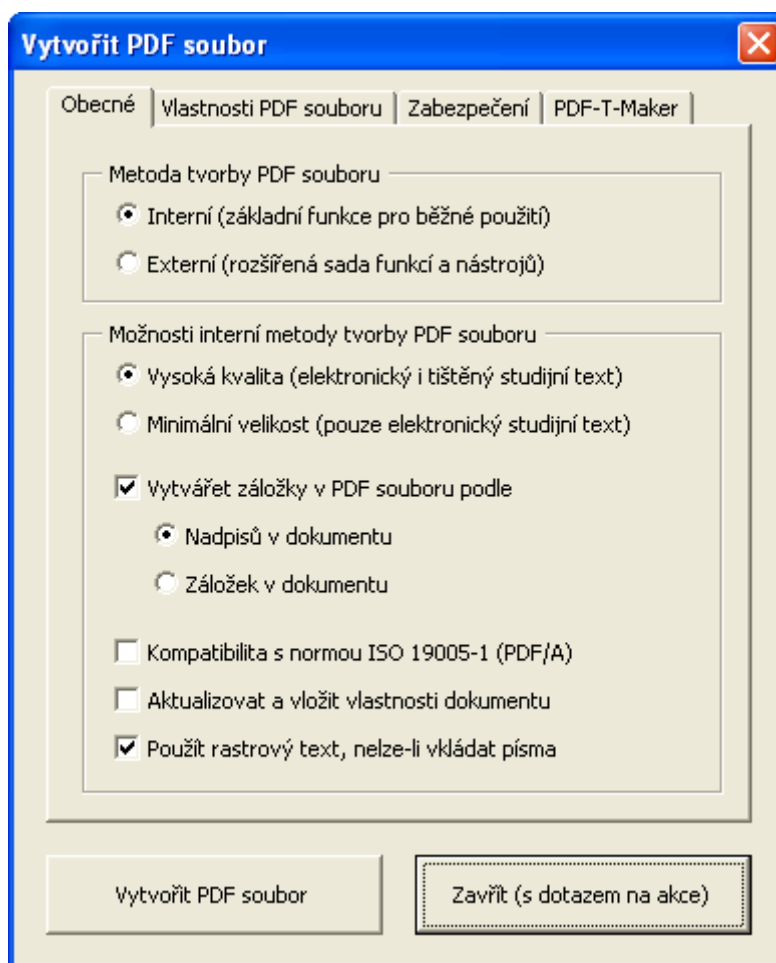 Vytvořit PDF soubor
Obecné
Vlastnosti PDF souboru
Zabezpečení
PDF-T-Maker
Metoda tvorby PDF souboru
Interní (základní funkce pro běžné použití)
Externí (rozšířená sada funkcí a nástrojů)
Možnosti interní metody tvorby PDF souboru
Vysoká kvalita (elektronický i tištěný studijní text)
Minimální velikost (pouze elektronický studijní text)
Vytvářet záložky v PDF souboru podle
Nadpisů v dokumentu
Záložek v dokumentu
Kompatibilita s normou ISO 19005-1 (PDF/A)
Aktualizovat a vložit vlastnosti dokumentu
Použít rastrový text, nelze-li vkládat písma
Vytvořit PDF soubor
Zavřít (s dotazem na akce)